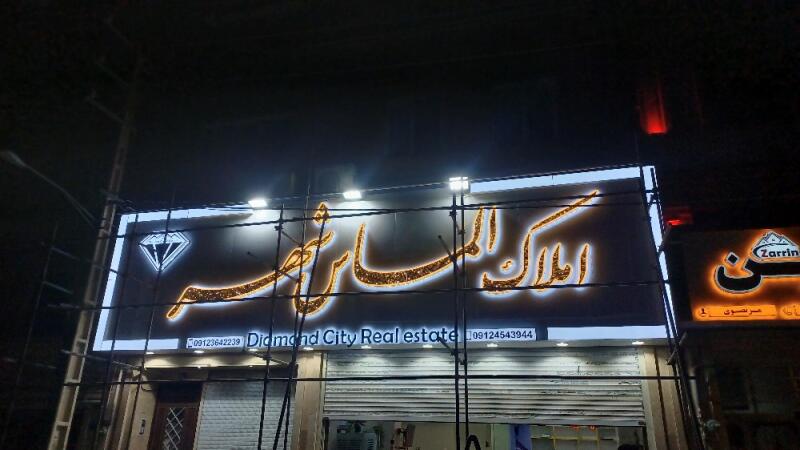 املاک الماس شهر
09123642239 Diamond City Real estate 09124543944
Zarrin